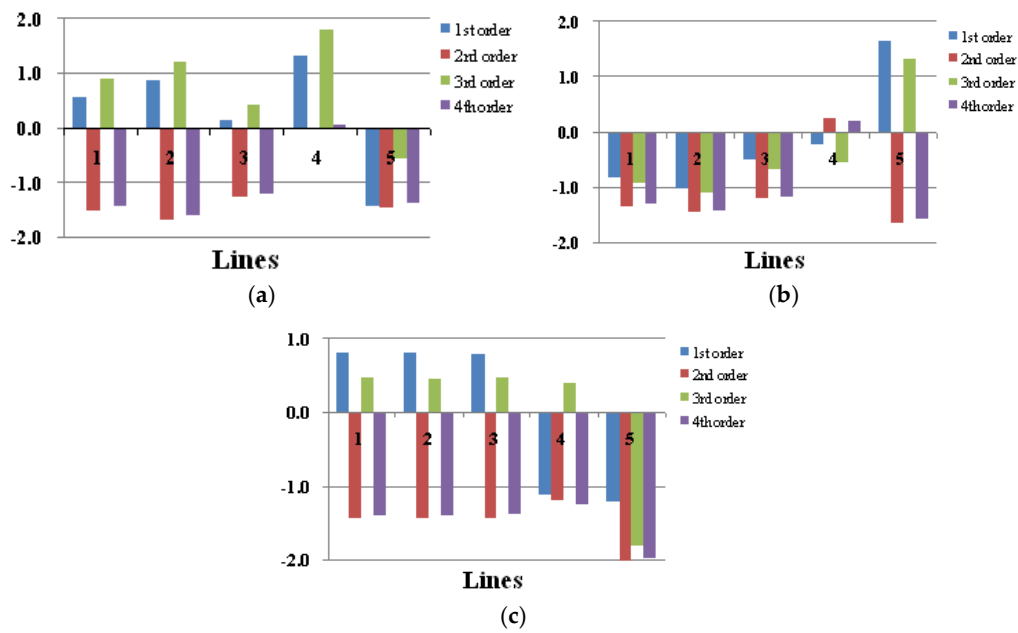 2.0
1.0
0.0
-1.0
-2.0
1 2 3 4 5
Lines
1st order
2rd order
3rd order
4th order
(a)
2.0
1.0
0.0
-1.0
-2.0
1 2 3 4 5
Lines
1st order
2nd order
3rd order
4th order
(b)
1.0
0.0
-1.0
-2.0
1 2 3 4 5
Lines
1st order
2nd order
3rd order
4th order
(c)